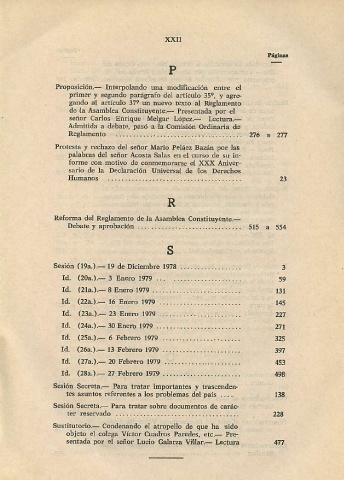 XXII
Páginas
P
Proposición.— Interpolando una modificación entre el
primer y segundo parágrafo del artículo 35º, y agre-
gando al artículo 37º un nuevo texto al Reglamento
de la Asamblea Constituyente.— Presentada por el
señor Carlos Enrique Melgar López.— Lectura.—
Admitida a debate, pasó a la Comisión Ordinaria de
Reglamento .......................... 276 a 277
Protesta y rechazo del señor Mario Peláez Bazán por las
palabras del señor Acosta Salas en el curso de su in-
forme con motivo de conmemorarse el XXX Aniver-
sario de la Declaración Universal de los Derechos
Humanos .......................... 23
R
Reforma del Reglamento de la Asamblea Constituyente.—
Debate y aprobación .......................... 515 a 554
S
Sesión (19a.).— 19 de Diciembre 1978 ................ 3
Id. (20a.).— 3 Enero 1979 ................ 59
Id. (21a.).— 8 Enero 1979 ................ 131
Id. (22a.).— 16 Enero 1979 ................ 145
Id. (23a.).— 23 Enero 1979 ................ 227
Id. (24a.).— 30 Enero 1979 ................ 271
Id. (25a.).— 6 Febrero 1979 ................ 325
Id. (26a.).— 13 Febrero 1979 ................ 397
Id. (27a.).— 20 Febrero 1979 ................ 453
Id. (28a.).— 27 Febrero 1979 ................ 498
Sesión Secreta.— Para tratar importantes y trascenden-
tes asuntos referentes a los problemas del país .... 138
Sesión Secreta.— Para tratar sobre documentos de carác-
ter reservado .......................... 228
Sustitutorio.— Condenando el atropello de que ha sido
objeto el colega Víctor Cuadros Paredes, etc.— Pre-
sentada por el señor Lucio Galarza Villar.— Lectura 477